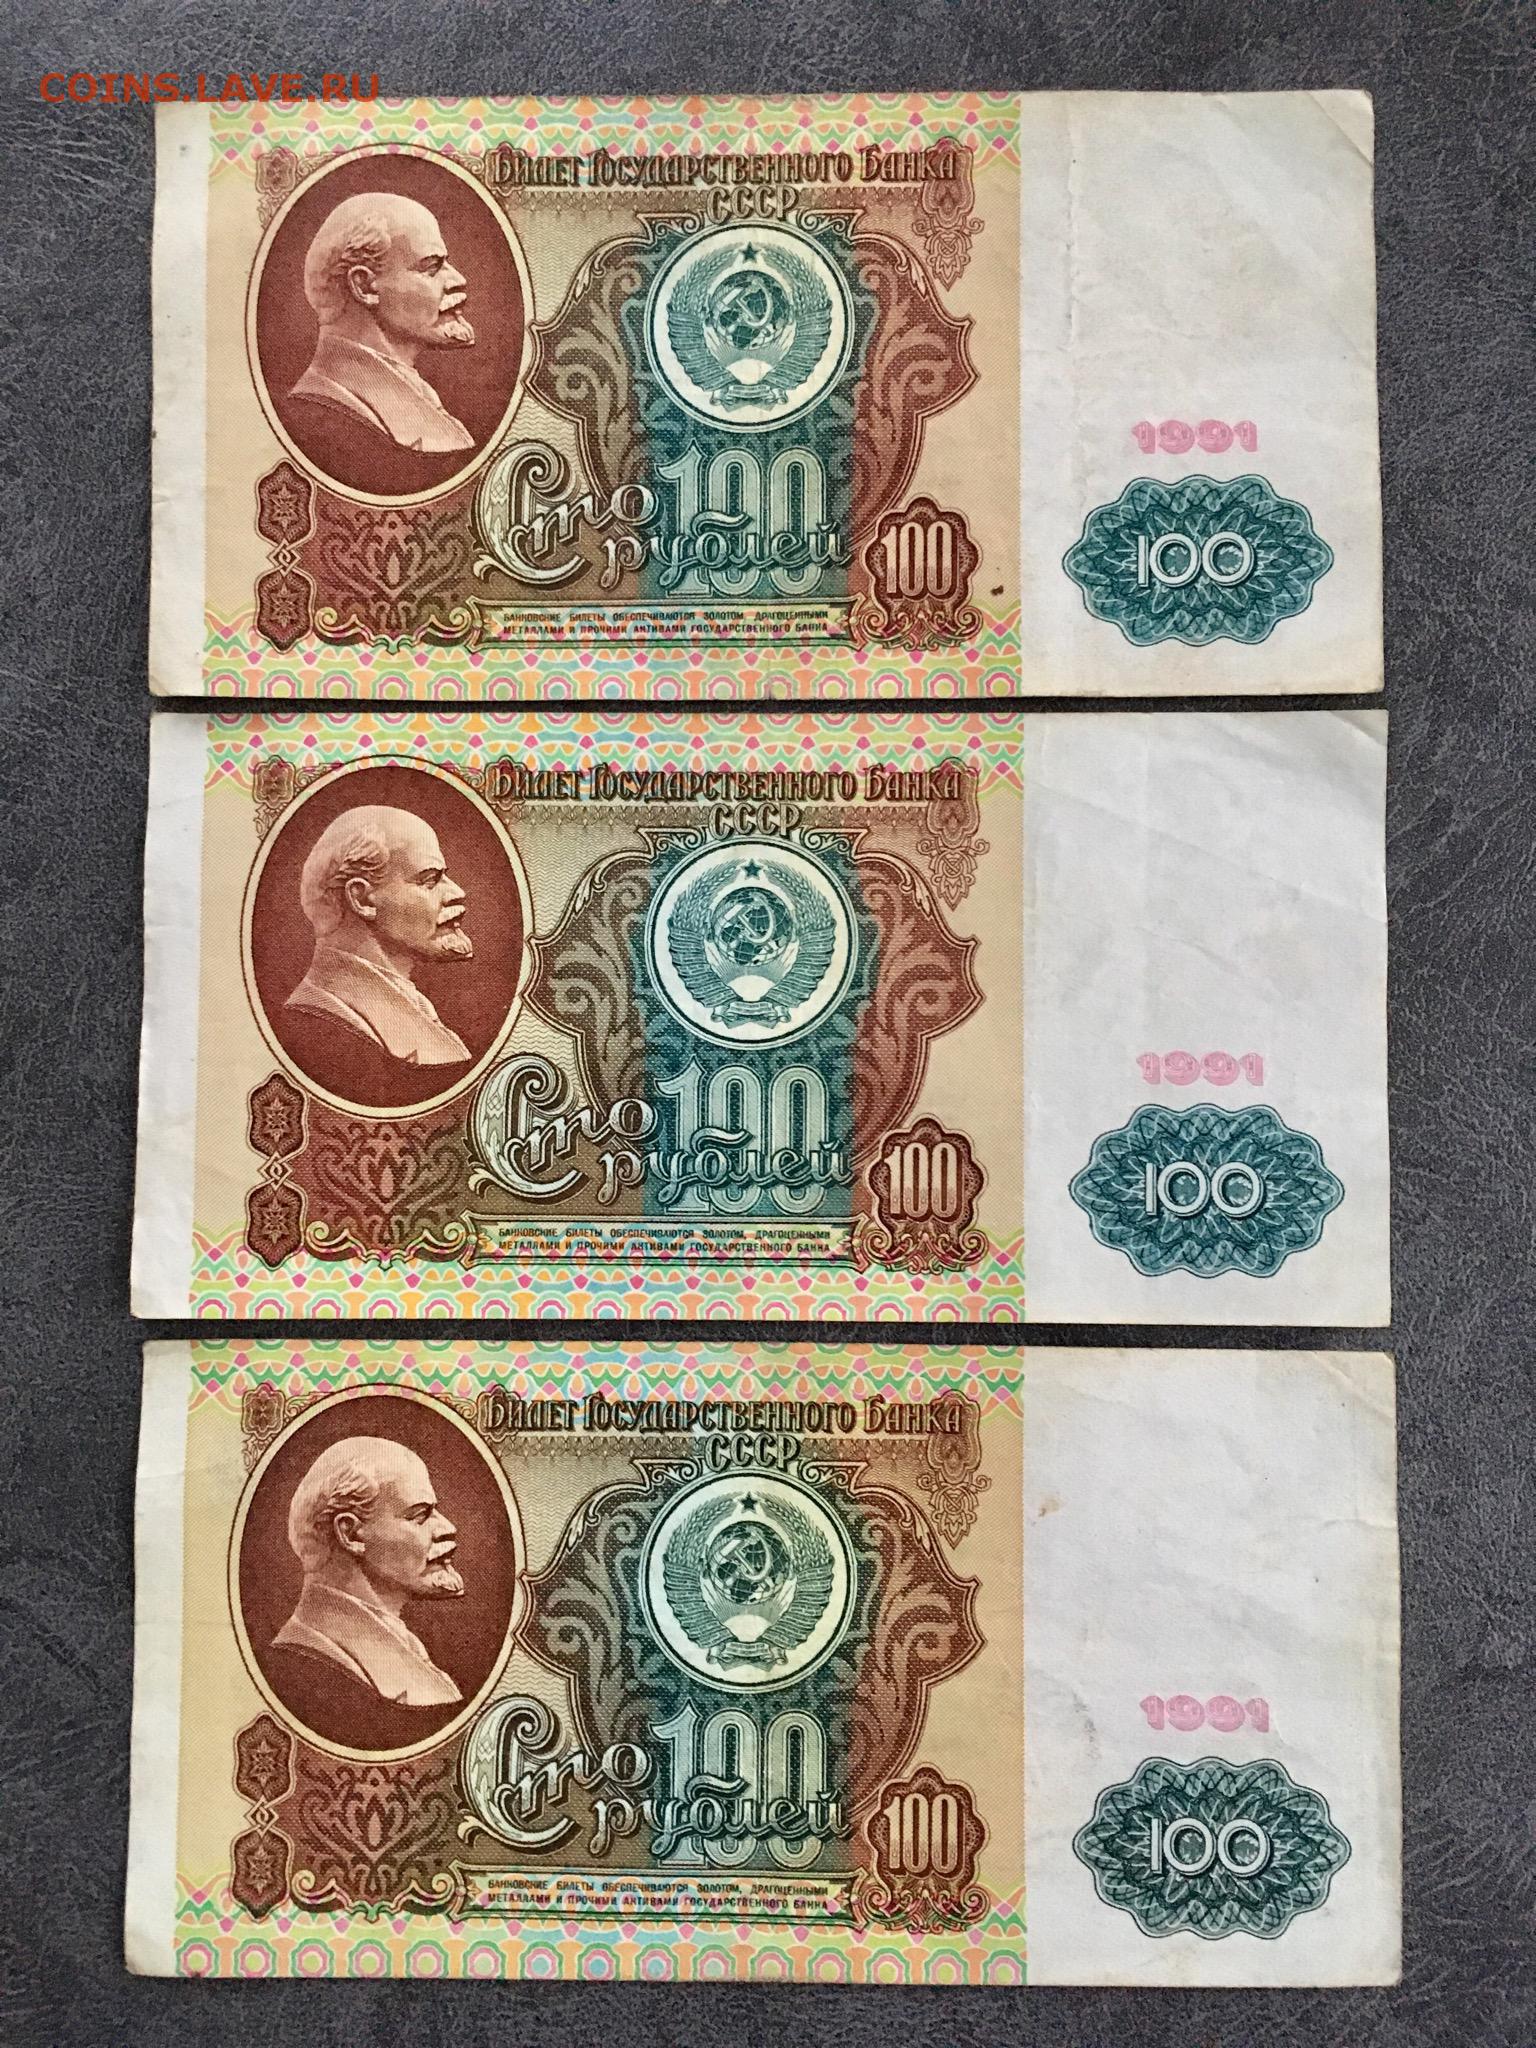 COINS.LAVE.RU
Билет Государственного Банка
СССР
1991
100
Сто
рублей
100
100
БАНКОВСКИЕ БИЛЕТЫ ОБЕСПЕЧИВАЮТСЯ ЗОЛОТОМ, ДРАГОЦЕННЫМИ
МЕТАЛЛАМИ И ПРОЧИМИ АКТИВАМИ ГОСУДАРСТВЕННОГО БАНКА
100
Билет Государственного Банка
СССР
1991
100
Сто
рублей
100
100
БАНКОВСКИЕ БИЛЕТЫ ОБЕСПЕЧИВАЮТСЯ ЗОЛОТОМ, ДРАГОЦЕННЫМИ
МЕТАЛЛАМИ И ПРОЧИМИ АКТИВАМИ ГОСУДАРСТВЕННОГО БАНКА
100
Билет Государственного Банка
СССР
1991
100
Сто
рублей
100
100
БАНКОВСКИЕ БИЛЕТЫ ОБЕСПЕЧИВАЮТСЯ ЗОЛОТОМ, ДРАГОЦЕННЫМИ
МЕТАЛЛАМИ И ПРОЧИМИ АКТИВАМИ ГОСУДАРСТВЕННОГО БАНКА
100